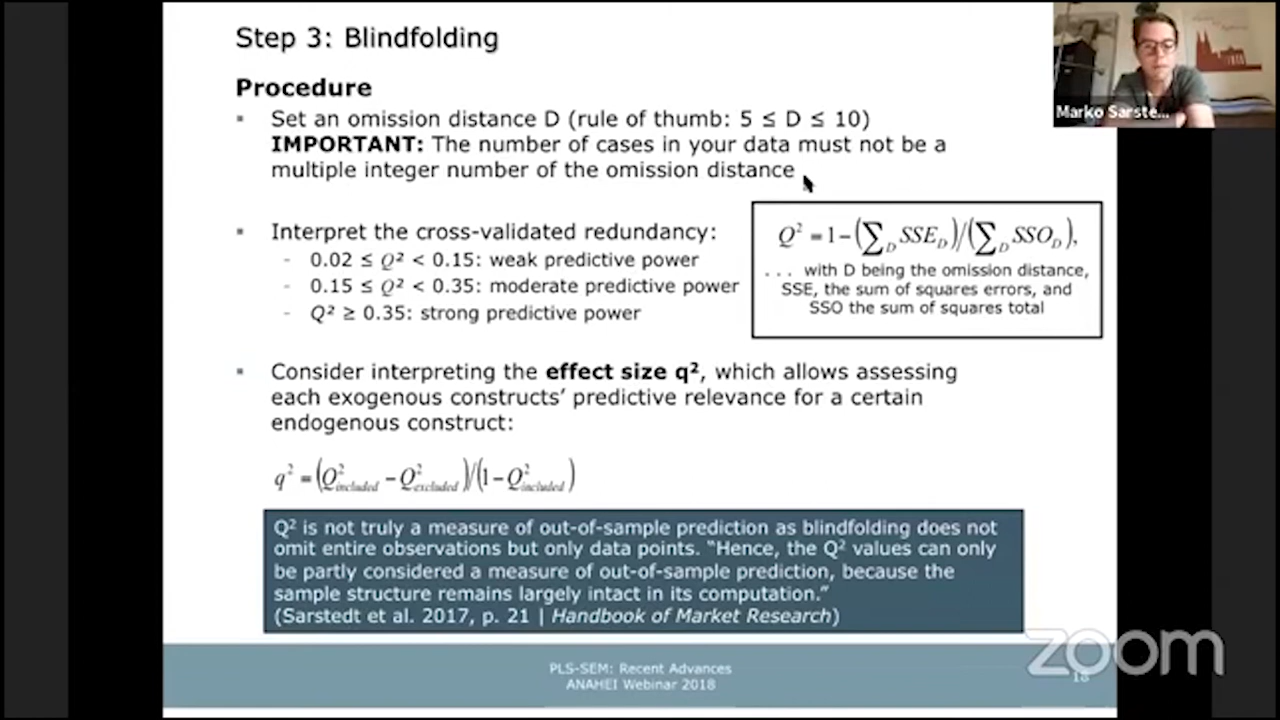 Step 3: Blindfolding
Marko Sarste...
Procedure
▪ Set an omission distance D (rule of thumb: 5 ≤ D ≤ 10)
IMPORTANT: The number of cases in your data must not be a
multiple integer number of the omission distance
▪ Interpret the cross-validated redundancy:
- 0.02 ≤ Q² < 0.15: weak predictive power
- 0.15 ≤ Q² < 0.35: moderate predictive power
- Q² ≥ 0.35: strong predictive power
Q² = 1 – (∑_D SSE_D)/(∑_D SSO_D),
. . . with D being the omission distance,
SSE, the sum of squares errors, and
SSO the sum of squares total
▪ Consider interpreting the effect size q², which allows assessing
each exogenous constructs’ predictive relevance for a certain
endogenous construct:
q² = (Q²_included – Q²_excluded)/(1 – Q²_included)
Q² is not truly a measure of out-of-sample prediction as blindfolding does not
omit entire observations but only data points. “Hence, the Q² values can only
be partly considered a measure of out-of-sample prediction, because the
sample structure remains largely intact in its computation.”
(Sarstedt et al. 2017, p. 21 | Handbook of Market Research)
PLS-SEM: Recent Advances
ANAHEI Webinar 2018
18
zoom